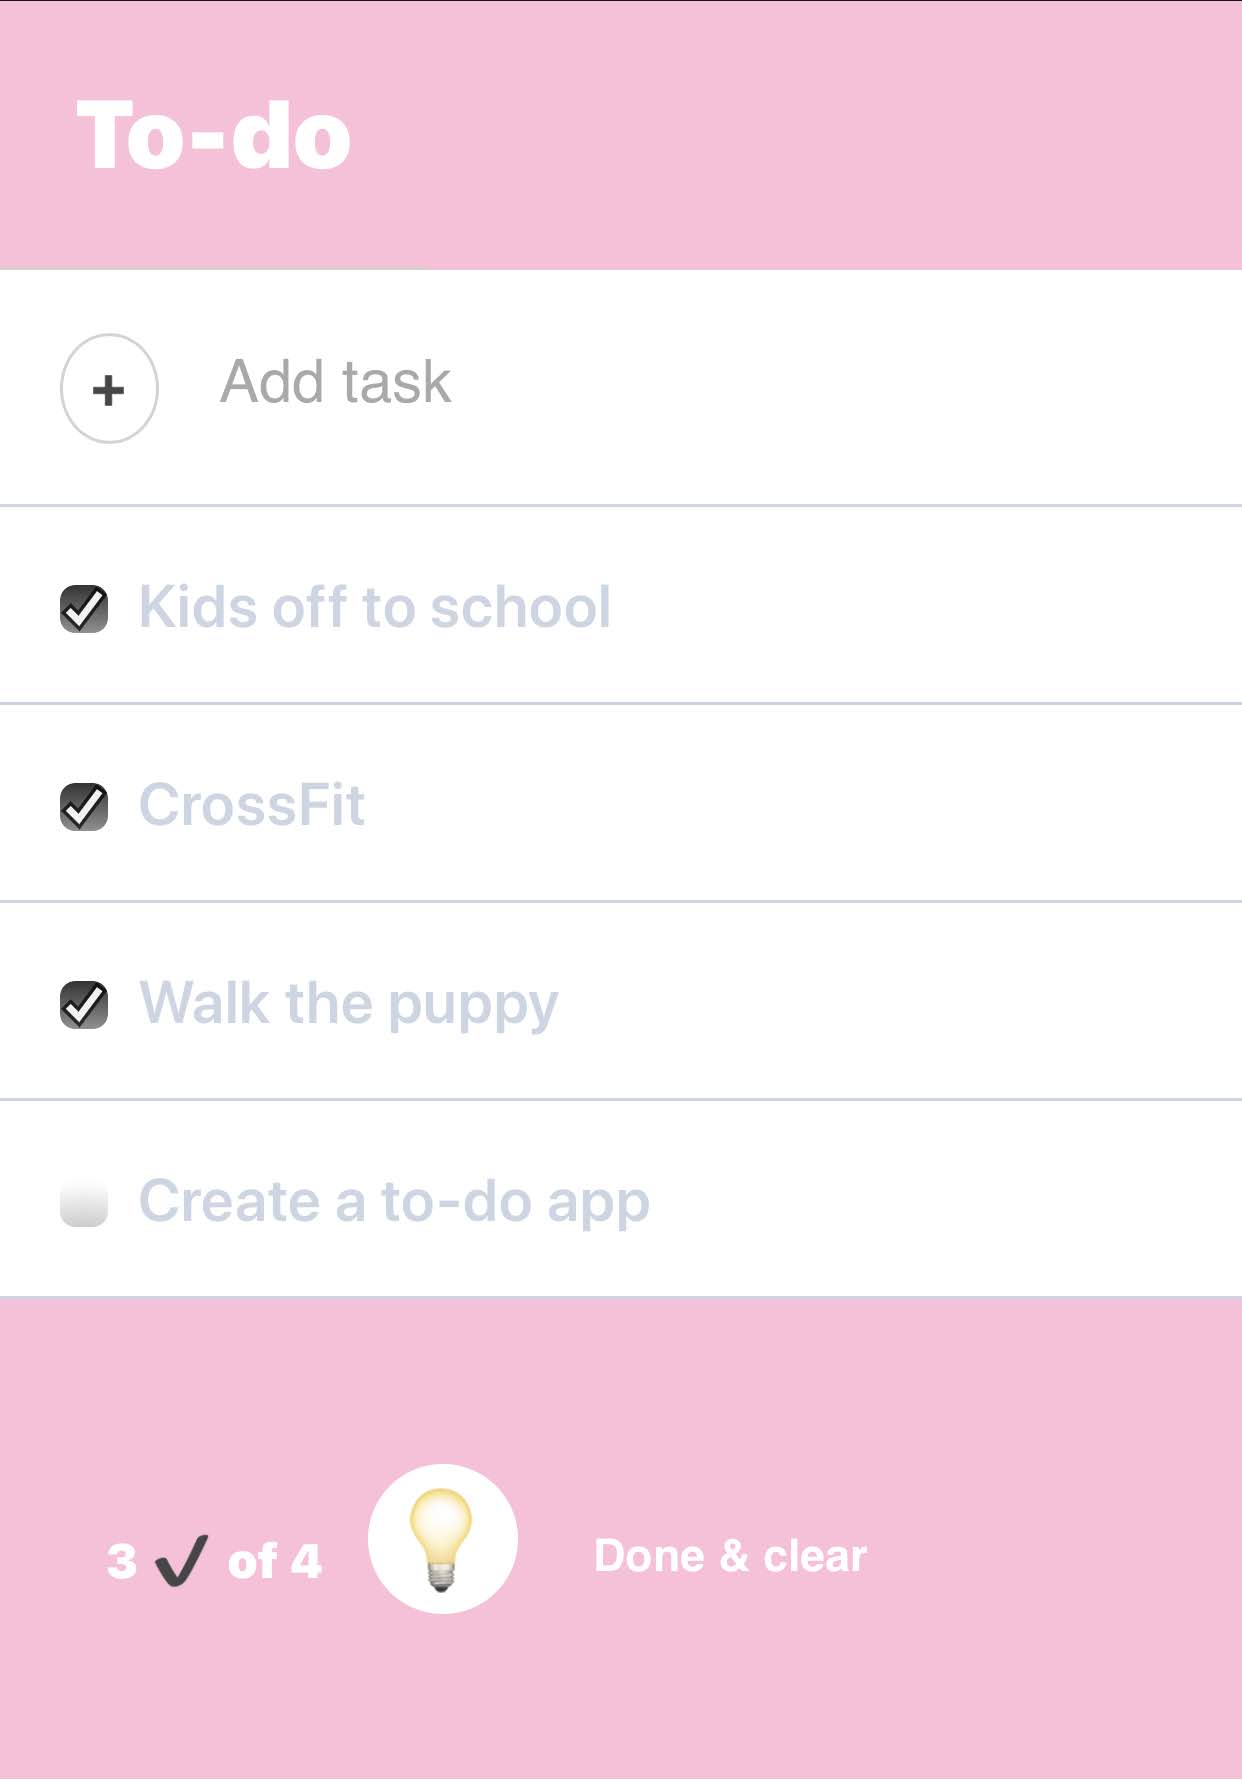 To-do
+ Add task
Kids off to school
CrossFit
Walk the puppy
Create a to-do app
3 ✔ of 4 Done & clear